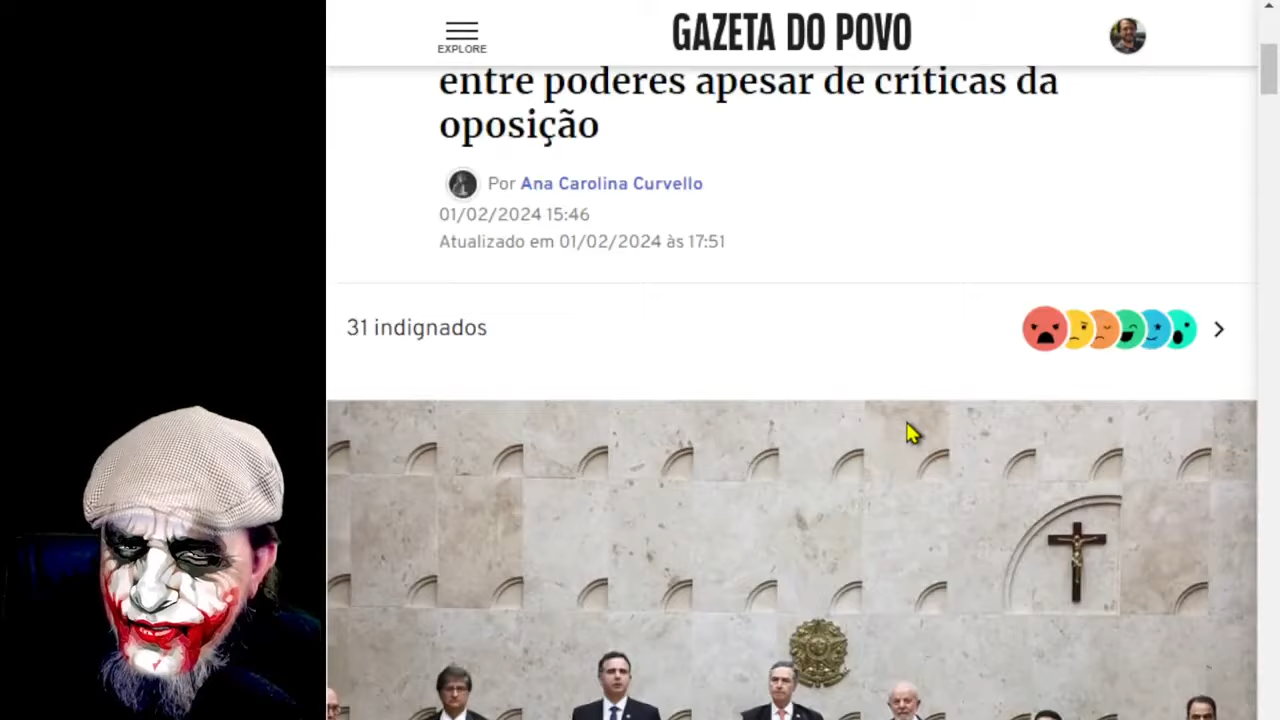 EXPLORE
GAZETA DO POVO
entre poderes apesar de críticas da
oposição
Por Ana Carolina Curvello
01/02/2024 15:46
Atualizado em 01/02/2024 às 17:51
31 indignados